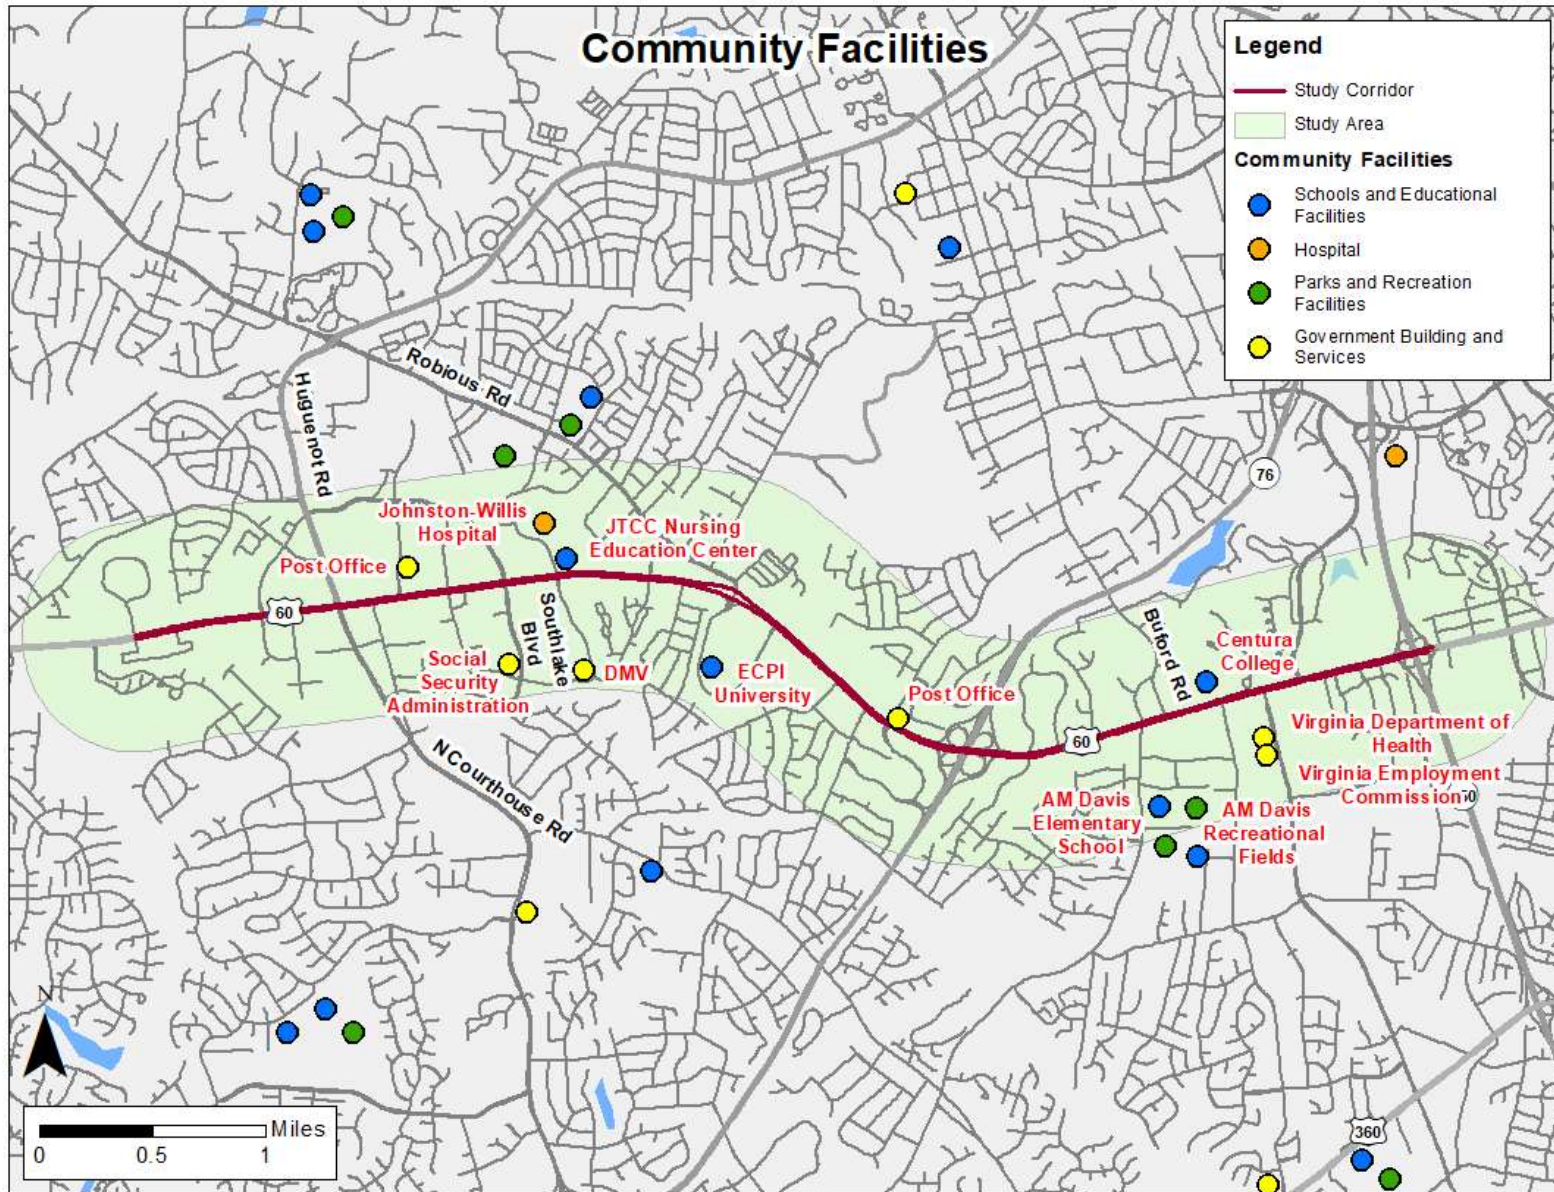 Community Facilities
Legend
Study Corridor
Study Area
Community Facilities
Schools and Educational
Facilities
Hospital
Parks and Recreation
Facilities
Government Building and
Services
Robious Rd
Huguenot Rd
76
Johnston-Willis
Hospital
JTCC Nursing
Education Center
Post Office
60
Southlake
Blvd
Social
Security
Administration
DMV
ECPI
University
Post Office
Buford Rd
Centura
College
60
Virginia Department of
Health
Virginia Employment
Commission
N Courthouse Rd
AM Davis
Elementary
School
AM Davis
Recreational
Fields
N
360
Miles
0 0.5 1